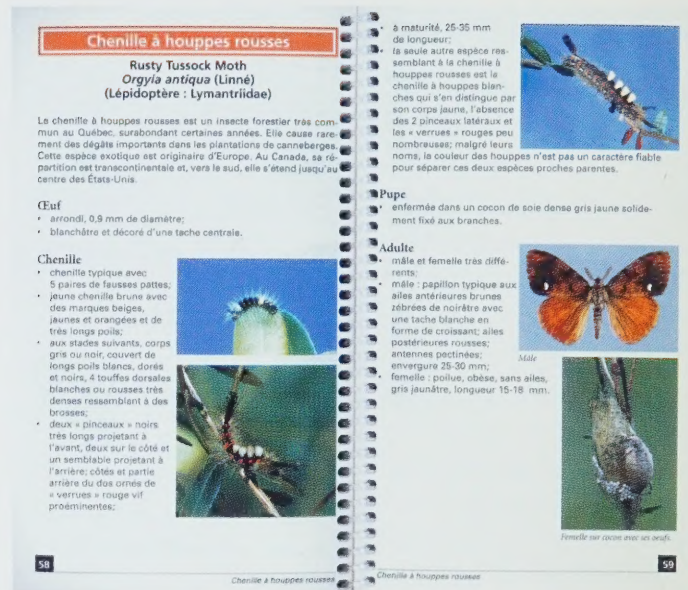 Chenille à houppes rousses
Rusty Tussock Moth
Orgyia antiqua (Linné)
(Lépidoptère : Lymantriidae)
La chenille à houppes rousses est un insecte forestier très com-
mun au Québec, surabondant certaines années. Elle cause rare-
ment des dégâts importants dans les plantations de canneberges.
Cette espèce exotique est originaire d'Europe. Au Canada, sa ré-
partition est transcontinentale et, vers le sud, elle s'étend jusqu'au
centre des États-Unis.
Œuf
• arrondi, 0,9 mm de diamètre;
• blanchâtre et décoré d'une tache centrale.
Chenille
• chenille typique avec
5 paires de fausses pattes;
• jeune chenille brune avec
des marques beiges,
jaunes et orangées et de
très longs poils;
• aux stades suivants, corps
gris ou noir, couvert de
longs poils blancs, dorés
et noirs, 4 touffes dorsales
blanches ou rousses très
denses ressemblant à des
brosses;
• deux « pinceaux » noirs
très longs projetant à
l'avant, deux sur le côté et
un semblable projetant à
l'arrière; côtés et partie
arrière du dos ornés de
« verrues » rouge vif
proéminentes;
58
Chenille à houppes rousses
• à maturité, 25-35 mm
de longueur;
• la seule autre espèce res-
semblant à la chenille à
houppes rousses est la
chenille à houppes blan-
ches qui s'en distingue par
son corps jaune, l'absence
des 2 pinceaux latéraux et
les « verrues » rouges peu
nombreuses; malgré leurs
noms, la couleur des houppes n'est pas un caractère fiable
pour séparer ces deux espèces proches parentes.
Pupe
• enfermée dans un cocon de soie dense gris jaune solide-
ment fixé aux branches.
Adulte
• mâle et femelle très diffé-
rents;
• mâle : papillon typique aux
ailes antérieures brunes
zébrées de noirâtre avec
une tache blanche en
forme de croissant; ailes
postérieures rousses;
antennes pectinées;
envergure 25-30 mm;
• femelle : poilue, obèse, sans ailes,
gris jaunâtre, longueur 15-18 mm.
Mâle
Femelle sur cocon avec ses oeufs.
59
Chenille à houppes rousses